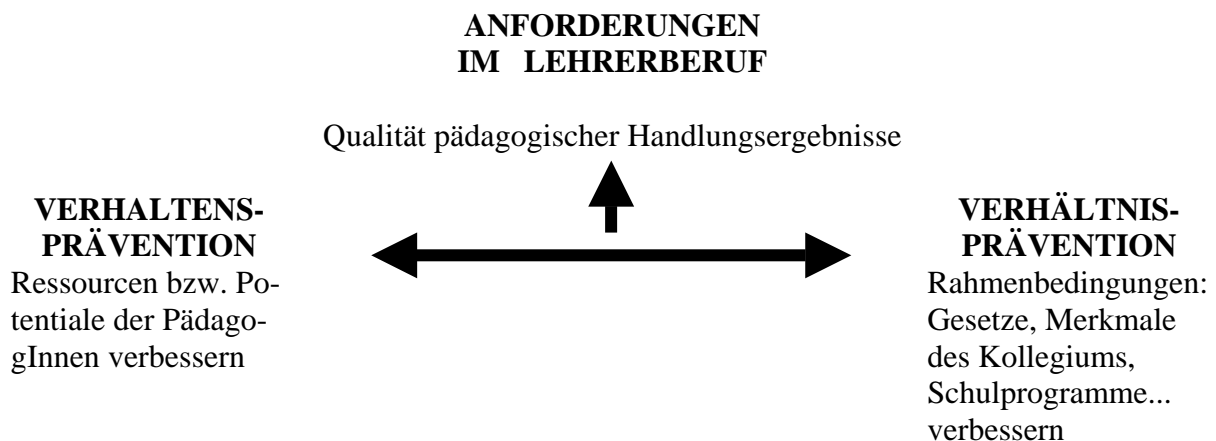 ANFORDERUNGEN
IM LEHRERBERUF
Qualität pädagogischer Handlungsergebnisse
VERHALTENS-
PRÄVENTION
Ressourcen bzw. Po-
tentiale der Pädago-
gInnen verbessern
VERHÄLTNIS-
PRÄVENTION
Rahmenbedingungen:
Gesetze, Merkmale
des Kollegiums,
Schulprogramme...
verbessern